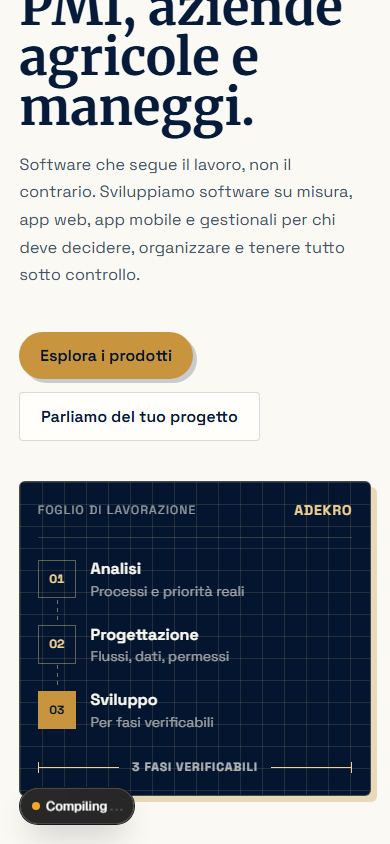 PMI, aziende
agricole e
maneggi.
Software che segue il lavoro, non il
contrario. Sviluppiamo software su misura,
app web, app mobile e gestionali per chi
deve decidere, organizzare e tenere tutto
sotto controllo.
Esplora i prodotti
Parliamo del tuo progetto
FOGLIO DI LAVORAZIONE
ADEKRO
01
Analisi
Processi e priorità reali
02
Progettazione
Flussi, dati, permessi
03
Sviluppo
Per fasi verificabili
3 FASI VERIFICABILI
Compiling ...